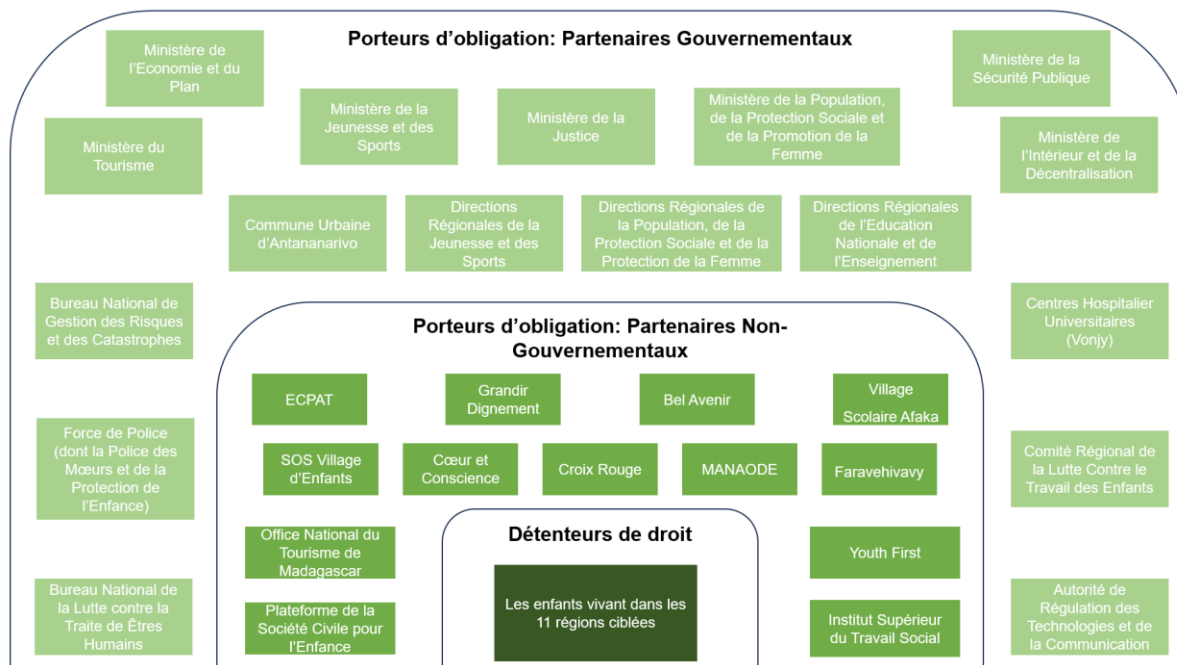 Porteurs d'obligation: Partenaires Gouvernementaux
Ministère de
l'Economie et du
Plan
Ministère de la
Sécurité Publique
Ministère de la
Jeunesse et des
Sports
Ministère de la
Justice
Ministère de la Population,
de la Protection Sociale et
de la Promotion de la
Femme
Ministère du
Tourisme
Ministère de
l'Intérieur et de la
Décentralisation
Commune Urbaine
d'Antananarivo
Directions
Régionales de la
Jeunesse et des
Sports
Directions Régionales de
la Population, de la
Protection Sociale et de la
Protection de la Femme
Directions Régionales
de l'Education
Nationale et de
l'Enseignement
Bureau National de
Gestion des Risques
et des Catastrophes
Centres Hospitalier
Universitaires
(Vonjy)
Force de Police
(dont la Police des
Mœurs et de la
Protection de
l'Enfance)
Comité Régional de
la Lutte Contre le
Travail des Enfants
Bureau National de
la Lutte contre la
Traite de Êtres
Humains
Autorité de
Régulation des
Technologies et de
la Communication
Porteurs d'obligation: Partenaires Non-
Gouvernementaux
ECPAT
Grandir
Dignement
Bel Avenir
Village
Scolaire Afaka
SOS Village
d'Enfants
Cœur et
Conscience
Croix Rouge
MANAODE
Faravehivavy
Office National du
Tourisme de
Madagascar
Youth First
Plateforme de la
Société Civile pour
l'Enfance
Institut Supérieur
du Travail Social
Détenteurs de droit
Les enfants vivant dans les
11 régions ciblées